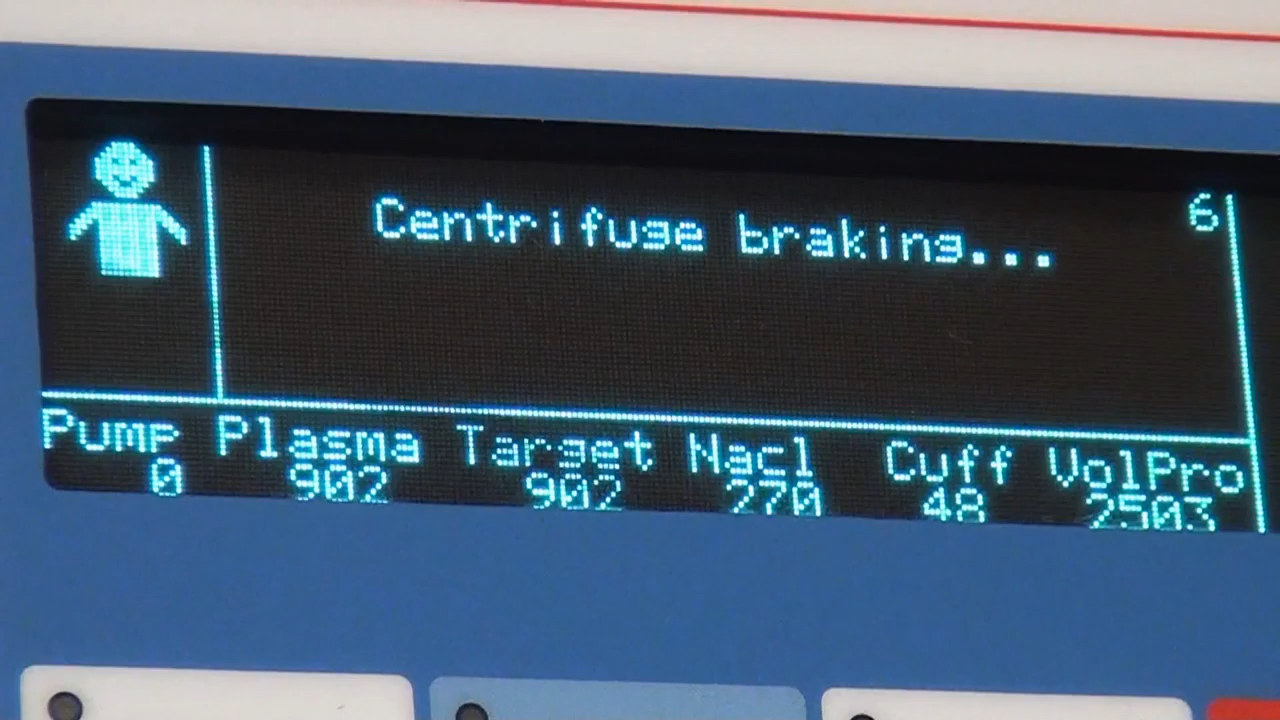 Centrifuge braking... 6
Pump Plasma Target Nacl Cuff VolPro
0 902 902 270 48 2503